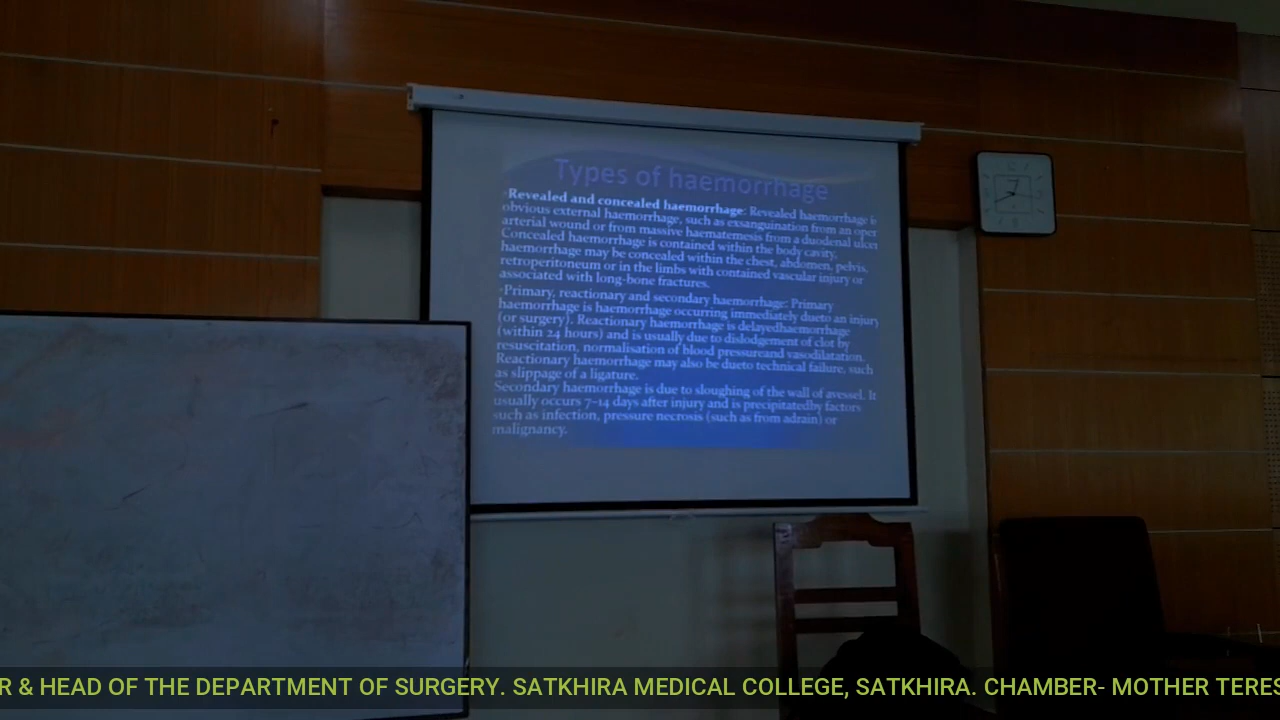 Types of haemorrhage
•Revealed and concealed haemorrhage: Revealed haemorrhage is
obvious external haemorrhage, such as exsanguination from an open
arterial wound or from massive haematemesis from a duodenal ulcer
Concealed haemorrhage is contained within the body cavity,
haemorrhage may be concealed within the chest, abdomen, pelvis,
retroperitoneum or in the limbs with contained vascular injury or
associated with long-bone fractures.
•Primary, reactionary and secondary haemorrhage: Primary
haemorrhage is haemorrhage occurring immediately dueto an injury
(or surgery). Reactionary haemorrhage is delayedhaemorrhage
(within 24 hours) and is usually due to dislodgement of clot by
resuscitation, normalisation of blood pressureand vasodilatation.
Reactionary haemorrhage may also be dueto technical failure, such
as slippage of a ligature.
Secondary haemorrhage is due to sloughing of the wall of avessel. It
usually occurs 7–14 days after injury and is precipitatedby factors
such as infection, pressure necrosis (such as from adrain) or
malignancy.
R & HEAD OF THE DEPARTMENT OF SURGERY. SATKHIRA MEDICAL COLLEGE, SATKHIRA. CHAMBER- MOTHER TERES